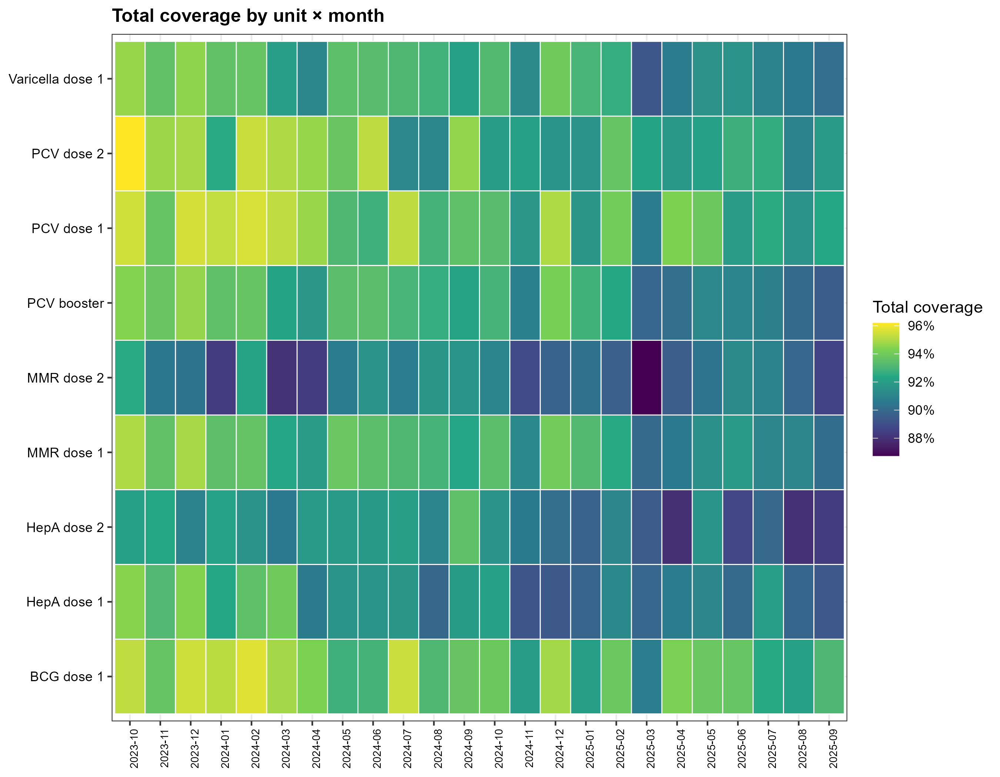 Total coverage by unit × month
Varicella dose 1
PCV dose 2
PCV dose 1
PCV booster
MMR dose 2
MMR dose 1
HepA dose 2
HepA dose 1
BCG dose 1
2023-10
2023-11
2023-12
2024-01
2024-02
2024-03
2024-04
2024-05
2024-06
2024-07
2024-08
2024-09
2024-10
2024-11
2024-12
2025-01
2025-02
2025-03
2025-04
2025-05
2025-06
2025-07
2025-08
2025-09
Total coverage
96%
94%
92%
90%
88%